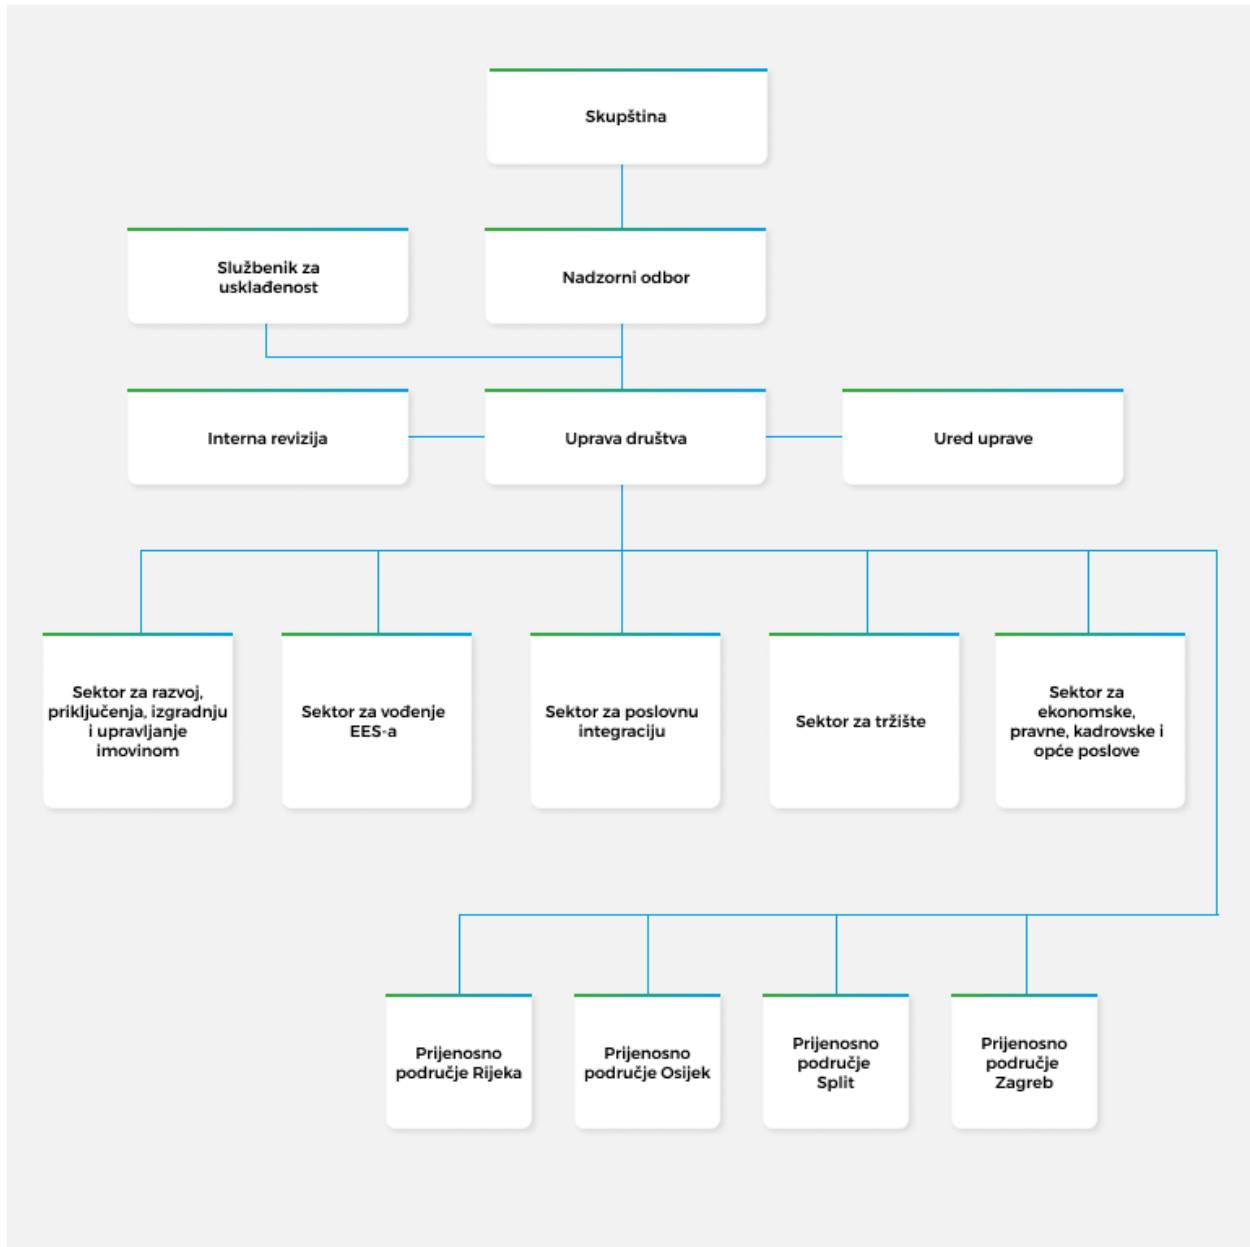 Skupština
Službenik za
usklađenost
Nadzorni odbor
Interna revizija
Uprava društva
Ured uprave
Sektor za razvoj,
priključenja, izgradnju
i upravljanje
imovinom
Sektor za vođenje
EES-a
Sektor za poslovnu
integraciju
Sektor za tržište
Sektor za
ekonomske,
pravne, kadrovske i
opće poslove
Prijenosno
područje Rijeka
Prijenosno
područje Osijek
Prijenosno
područje
Split
Prijenosno
područje
Zagreb